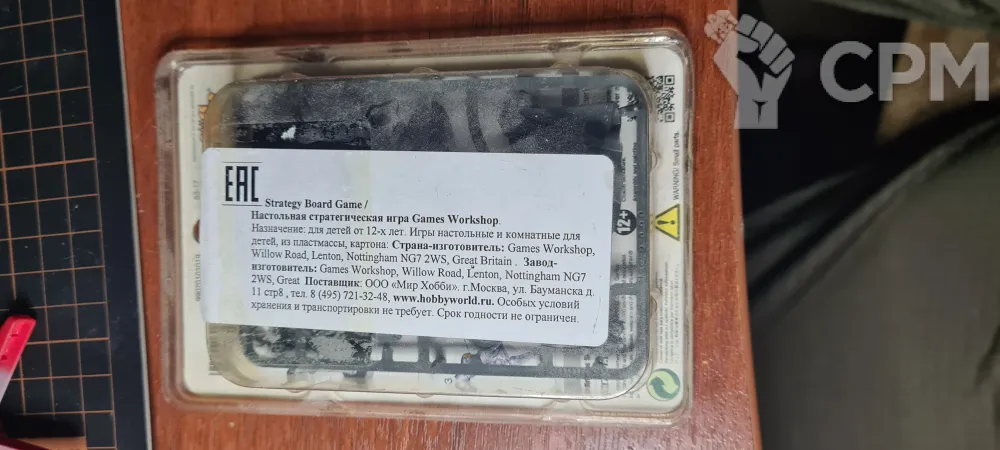 CPM
EAC
Strategy Board Game /
Настольная стратегическая игра Games Workshop.
Назначение: для детей от 12-х лет. Игры настольные и комнатные для
детей, из пластмассы, картона. Страна-изготовитель: Games Workshop,
Willow Road, Lenton, Nottingham NG7 2WS, Great Britain . Завод-
изготовитель: Games Workshop, Willow Road, Lenton, Nottingham NG7
2WS, Great Поставщик: ООО «Мир Хобби». г.Москва, ул. Бауманска д.
11 стр8 , тел. 8 (495) 721-32-48, www.hobbyworld.ru. Особых условий
хранения и транспортировки не требует. Срок годности не ограничен.
12+
WARNING! Small parts.